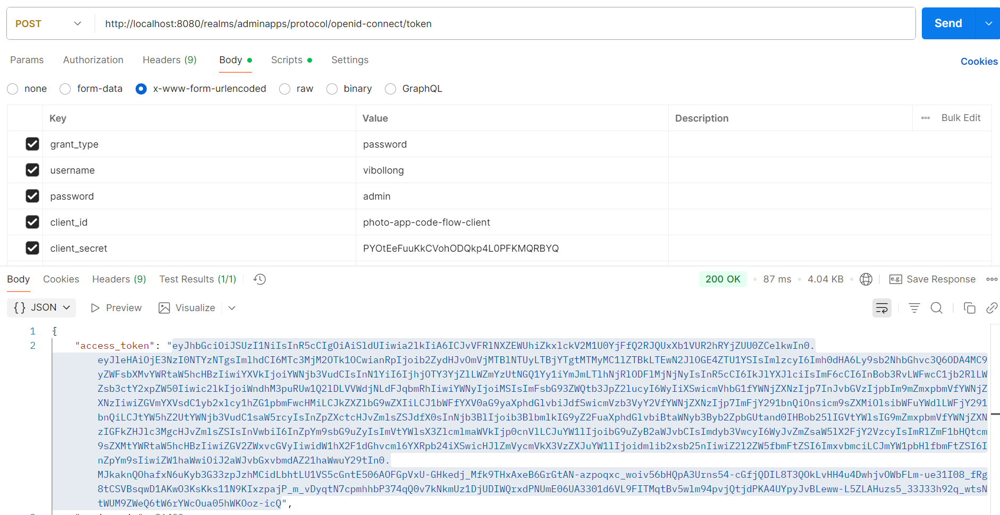 POST http://localhost:8080/realms/adminapps/protocol/openid-connect/token Send
Params Authorization Headers (9) Body Scripts Settings Cookies
none form-data x-www-form-urlencoded raw binary GraphQL
Key Value Description Bulk Edit
grant_type password
username vibollong
password admin
client_id photo-app-code-flow-client
client_secret PYOtEeFuuKkCVohODQkp4L0PFKMQRBYQ
Body Cookies Headers (9) Test Results (1/1) 200 OK 87 ms 4.04 KB e.g. Save Response
{} JSON Preview Visualize
1 {
2 "access_token": "eyJhbGciOiJSUzI1NiIsInR5cCIgOiAiSldUIiwia2lkIiA6ICJvVFRlNXZEWUhiZkxlckV2M1U0YjFfQ2RJQUxXb1VUR2hRYjZUU0ZCelkwIn0.
eyJleHAiOjE3NzI0NTYzNTgsImlhdCI6MTc3MjM2OTk1OCwianRpIjoib2ZydHJvOmVjMTBlNTUyLTBjYTgtMTMyMC1lZTBkLTEwN2JlOGE4ZTU1YSIsImlzcyI6Imh0dHA6Ly9sb2NhbGhvc3Q6ODA4MC9
yZWFsbXMvYWRtaW5hcHBzIiwiYXVkIjoiYWNjb3VudCIsInN1YiI6IjhjOTY3YjZlLWZmYzUtNGQ1Yy1iYmJmLTlhNjRlODFlMjNjNyIsInR5cCI6IkJlYXJlciIsImF6cCI6InBob3RvLWFwcC1jb2RlLW
Zsb3ctY2xpZW50Iiwic2lkIjoiWndhM3puRUw1Q2lDLVVWdjNLdFJqbmRhIiwiYWNyIjoiMSIsImFsbG93ZWQtb3JpZ2lucyI6WyIiXSwicmVhbG1fYWNjZXNzIjp7InJvbGVzIjpbIm9mZmxpbmVfYWNjZ
XNzIiwiZGVmYXVsdC1yb2xlcy1hZG1pbmFwcHMiLCJkZXZlbG9wZXIiLCJ1bWFfYXV0aG9yaXphdGlvbiJdfSwicmVzb3VyY2VfYWNjZXNzIjp7ImFjY291bnQiOnsicm9sZXMiOlsibWFuYWdlLWFjY291
bnQiLCJtYW5hZ2UtYWNjb3VudC1saW5rcyIsInZpZXctcHJvZmlsZSJdfX0sInNjb3BlIjoib3BlbmlkIG9yZ2FuaXphdGlvbiBtaWNyb3Byb2ZpbGUtand0IHBob25lIGVtYWlsIG9mZmxpbmVfYWNjZXN
zIGFkZHJlc3MgcHJvZmlsZSIsInVwbiI6InZpYm9sbG9uZyIsImVtYWlsX3ZlcmlmaWVkIjp0cnVlLCJuYW1lIjoibG9uZyB2aWJvbCIsImdyb3VwcyI6WyJvZmZsaW5lX2FjY2VzcyIsImRlZmF1bHQtcm
9sZXMtYWRtaW5hcHBzIiwiZGV2ZWxvcGVyIiwidW1hX2F1dGhvcml6YXRpb24iXSwicHJlZmVycmVkX3VzZXJuYW1lIjoidmlib2xsb25nIiwiZ2l2ZW5fbmFtZSI6ImxvbmciLCJmYW1pbHlfbmFtZSI6I
nZpYm9sIiwiZW1haWwiOiJ2aWJvbGxvbmdAZ21haWwuY29tIn0.
MJkaknQOhafxN6uKyb3G33zpJzhMCidLbhtLU1VS5cGntE506AOFGpVxU-GHkedj_Mfk9THxAxeB6GrGtAN-azpoqxc_woiv56bHQpA3Urns54-cGfjQDIL8T3QOkLvHH4u4DwhjvOWbFLm-ue31I08_fRg
8tCSVBsqwD1AKwO3KsKks11N9KIxzpajP_m_vDyqtN7cpmhhbP374qQ0v7kNkmUz1DjUDIWQrxdPNUmE06UA3301d6VL9FITMqtBv5wlm94pvjQtjdPKA4UYpyJvBLeww-L5ZLAHuzs5_33J33h92q_wtsN
tWUM9ZWeQ6tW6rYWcOua05hWKOoz-icQ",